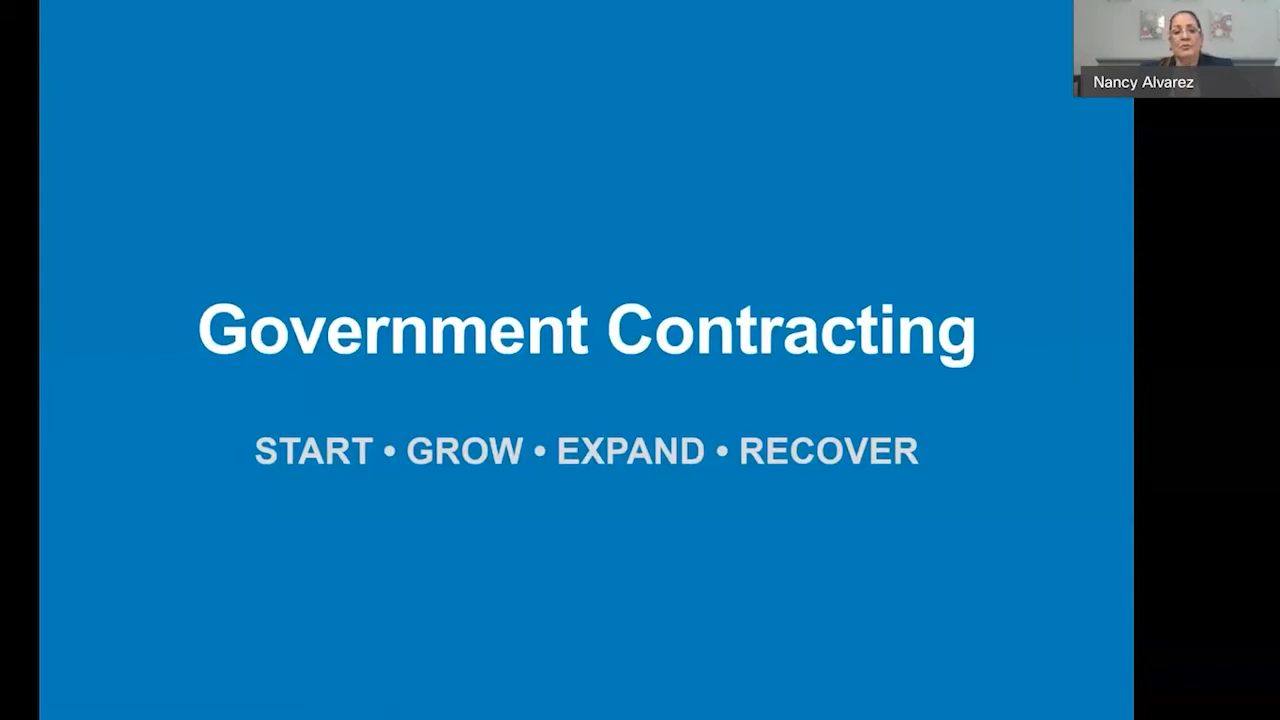 Nancy Alvarez
Government Contracting
START • GROW • EXPAND • RECOVER